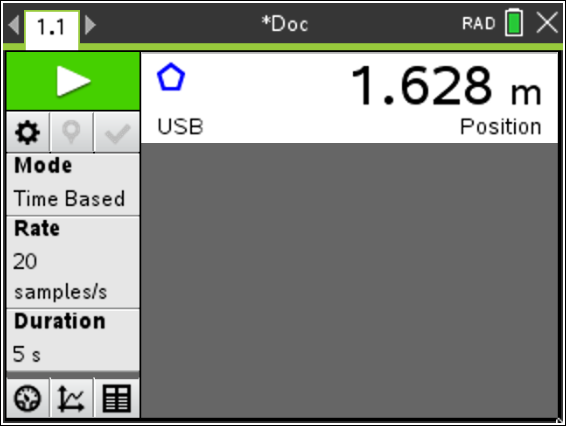 1.1
*Doc
RAD
1.628 m
USB
Position
Mode
Time Based
Rate
20
samples/s
Duration
5 s